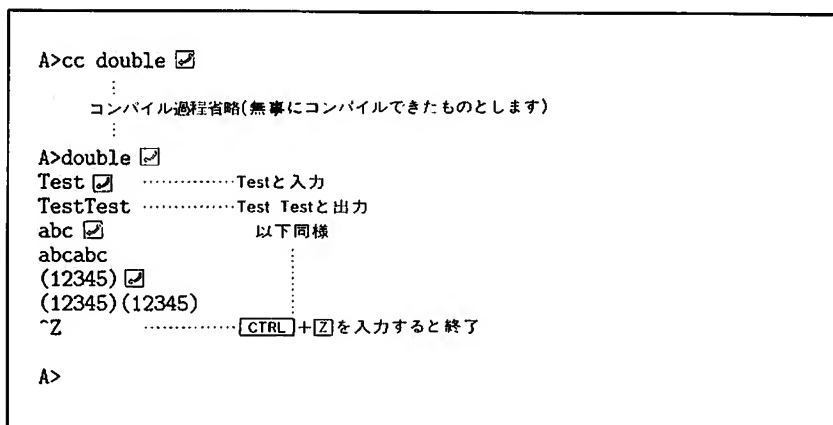 A>cc double ↵
⋮
コンパイル過程省略(無事にコンパイルできたものとします)
⋮
A>double ↵
Test ↵ ……………Testと入力
TestTest ……………Test Testと出力
abc ↵ 以下同様
abcabc
(12345) ↵
(12345)(12345)
^Z ……………CTRL+Zを入力すると終了
A>